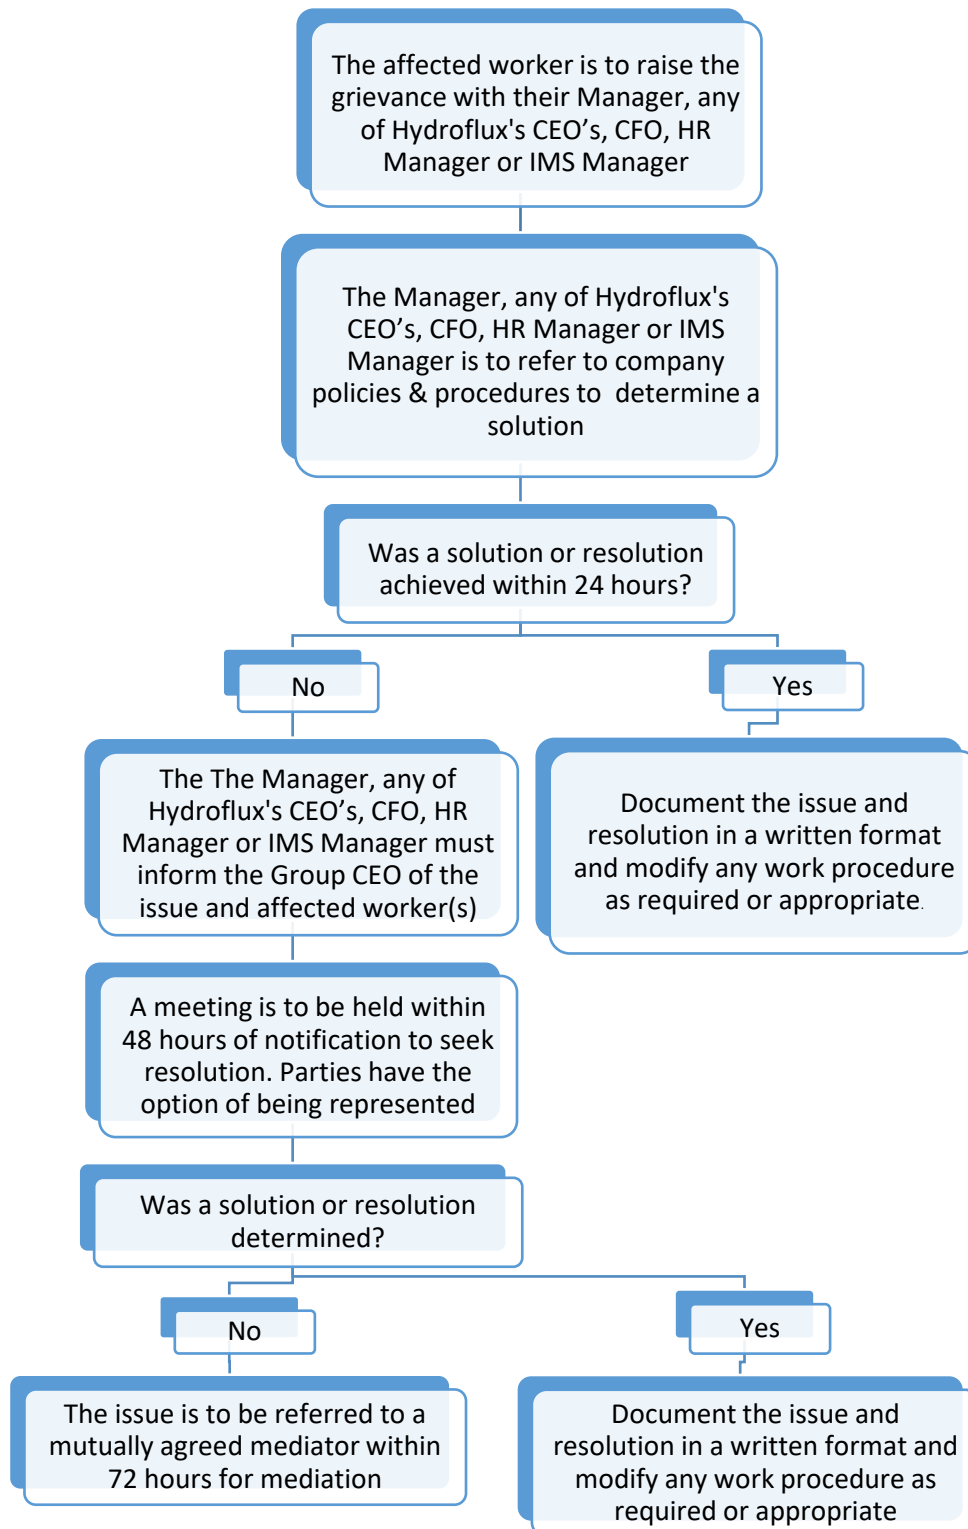 The affected worker is to raise the
grievance with their Manager, any
of Hydroflux's CEO’s, CFO, HR
Manager or IMS Manager
The Manager, any of Hydroflux's
CEO’s, CFO, HR Manager or IMS
Manager is to refer to company
policies & procedures to determine a
solution
Was a solution or resolution
achieved within 24 hours?
No
Yes
The The Manager, any of
Hydroflux's CEO’s, CFO, HR
Manager or IMS Manager must
inform the Group CEO of the
issue and affected worker(s)
Document the issue and
resolution in a written format
and modify any work procedure
as required or appropriate.
A meeting is to be held within
48 hours of notification to seek
resolution. Parties have the
option of being represented
Was a solution or resolution
determined?
No
Yes
The issue is to be referred to a
mutually agreed mediator within
72 hours for mediation
Document the issue and
resolution in a written format and
modify any work procedure as
required or appropriate